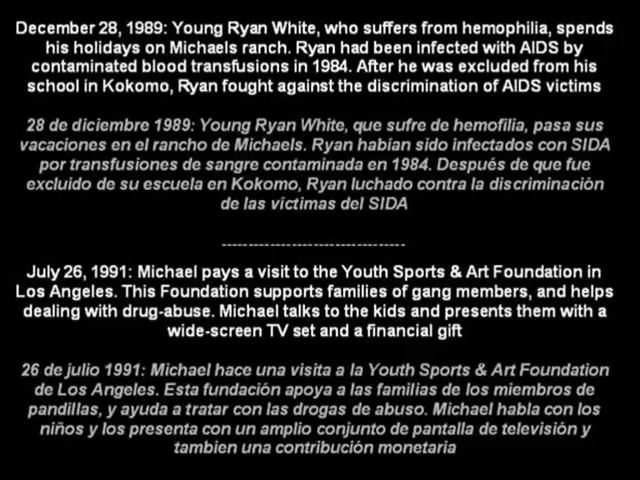 December 28, 1989: Young Ryan White, who suffers from hemophilia, spends
his holidays on Michaels ranch. Ryan had been infected with AIDS by
contaminated blood transfusions in 1984. After he was excluded from his
school in Kokomo, Ryan fought against the discrimination of AIDS victims
28 de diciembre 1989: Young Ryan White, que sufre de hemofilia, pasa sus
vacaciones en el rancho de Michaels. Ryan habían sido infectados con SIDA
por transfusiones de sangre contaminada en 1984. Después de que fue
excluido de su escuela en Kokomo, Ryan luchado contra la discriminación
de las víctimas del SIDA
-----------------------------------
July 26, 1991: Michael pays a visit to the Youth Sports & Art Foundation in
Los Angeles. This Foundation supports families of gang members, and helps
dealing with drug-abuse. Michael talks to the kids and presents them with a
wide-screen TV set and a financial gift
26 de julio 1991: Michael hace una visita a la Youth Sports & Art Foundation
de Los Angeles. Esta fundación apoya a las familias de los miembros de
pandillas, y ayuda a tratar con las drogas de abuso. Michael habla con los
niños y los presenta con un amplio conjunto de pantalla de televisión y
tambien una contribución monetaria